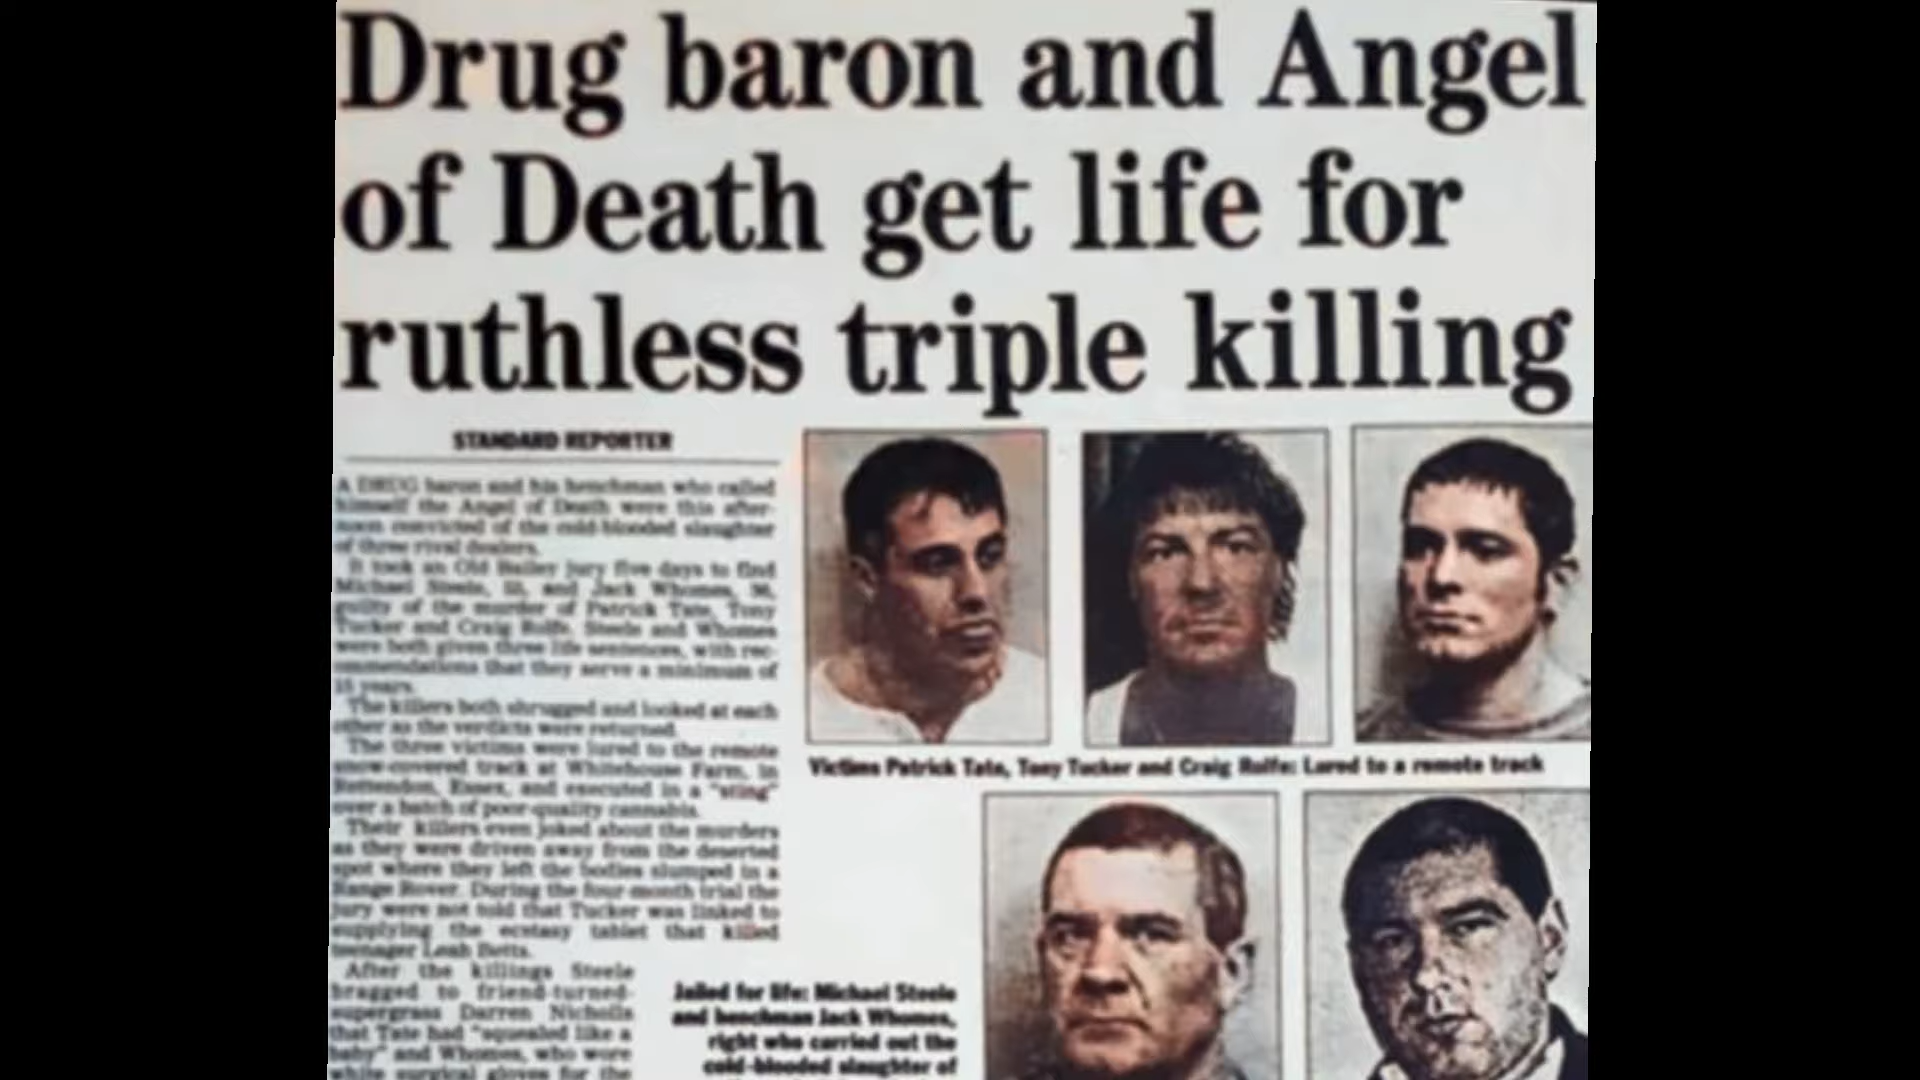 Drug baron and Angel
of Death get life for
ruthless triple killing
STANDARD REPORTER
A DRUG baron and his henchman who called
himself the Angel of Death were this after-
noon convicted of the cold-blooded slaughter
of three rival dealers.
It took an Old Bailey jury five days to find
Michael Steele, and Jack Whomes,
guilty of the murder of Patrick Tate, Tony
Tucker and Craig Rolfe. Steele and Whomes
were both given three life sentences, with rec-
ommendations that they serve a minimum of
15 years.
The killers both shrugged and looked at each
other as the verdicts were returned.
The three victims were lured to the remote
snow-covered track at Whitehouse Farm, in
Rettendon, Essex, and executed in a "sting"
over a batch of poor-quality cannabis.
Their killers even joked about the murders
as they were driven away from the deserted
spot where they left the bodies slumped in a
Range Rover. During the four-month trial the
jury were not told that Tucker was linked to
supplying the ecstasy tablet that killed
teenager Leah Betts.
After the killings Steele
bragged to friend-turned-
supergrass Darren Nicholls
that Tate had "squealed like a
baby" and Whomes, who wore
white surgical gloves for the
Victims Patrick Tate, Tony Tucker and Craig Rolfe: Lured to a remote track
Jailed for life: Michael Steele
and henchman Jack Whomes,
right who carried out the
cold-blooded slaughter of